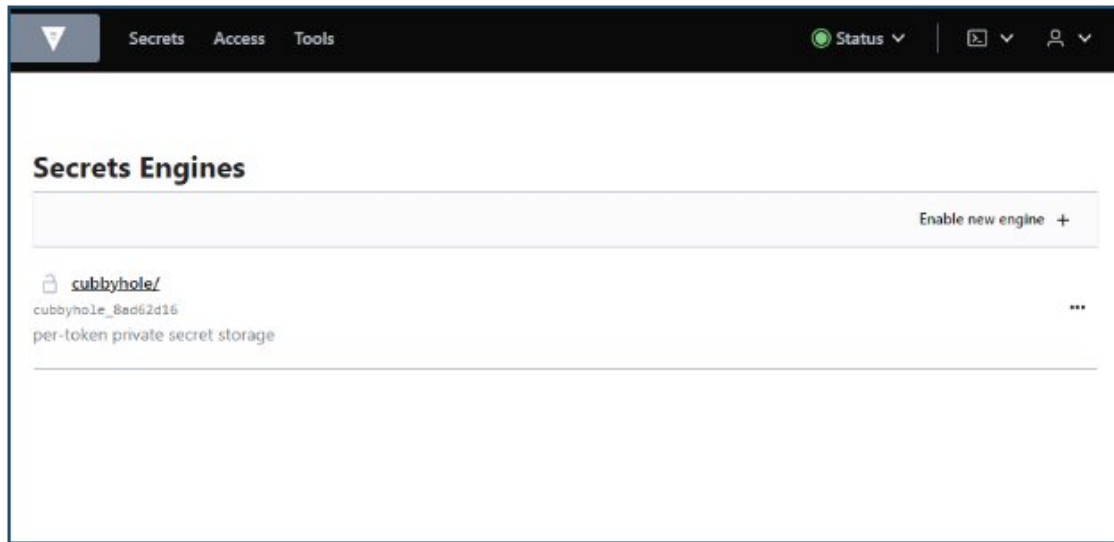 Secrets Access Tools Status
Secrets Engines
Enable new engine +
cubbyhole/
cubbyhole_8ad62d16
per-token private secret storage